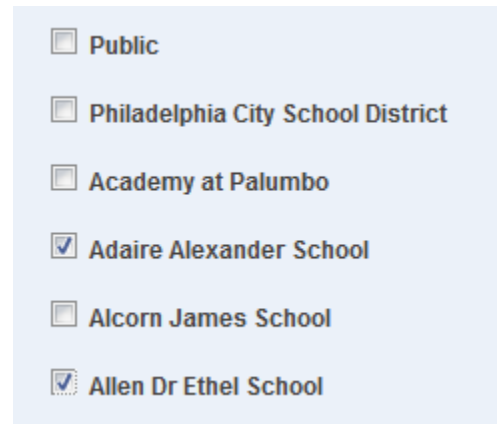 Public
Philadelphia City School District
Academy at Palumbo
Adaire Alexander School
Alcorn James School
Allen Dr Ethel School